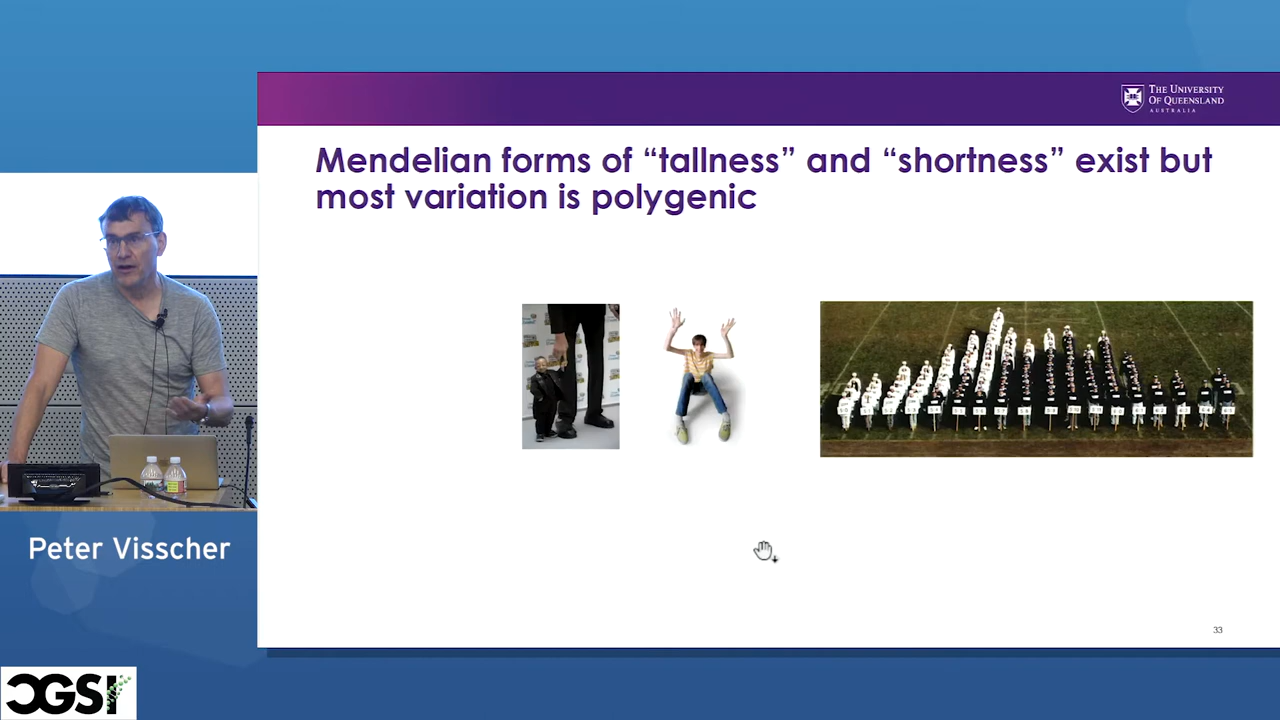 THE UNIVERSITY
OF QUEENSLAND
AUSTRALIA
Mendelian forms of “tallness” and “shortness” exist but
most variation is polygenic
Peter Visscher
33
CGSI